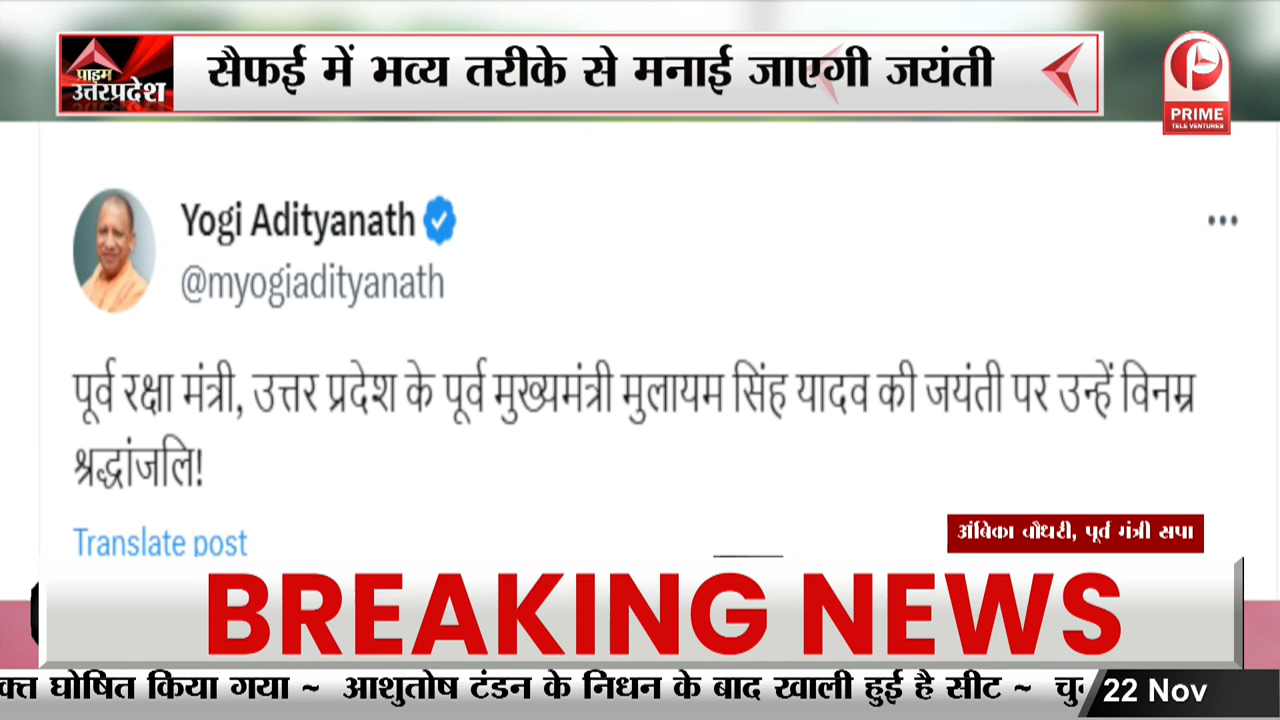 प्राइम
उत्तरप्रदेश
सैफई में भव्य तरीके से मनाई जाएगी जयंती
PRIME
TELE VENTURES
Yogi Adityanath
@myogiadityanath
पूर्व रक्षा मंत्री, उत्तर प्रदेश के पूर्व मुख्यमंत्री मुलायम सिंह यादव की जयंती पर उन्हें विनम्र
श्रद्धांजलि!
Translate post
अंबिका चौधरी, पूर्व मंत्री सपा
BREAKING NEWS
क्त घोषित किया गया ~ आशुतोष टंडन के निधन के बाद खाली हुई है सीट ~ चु
22 Nov